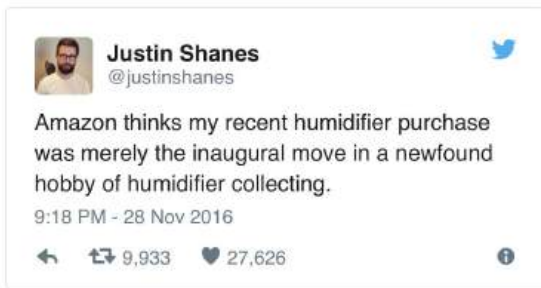 Justin Shanes
@justinshanes
Amazon thinks my recent humidifier purchase
was merely the inaugural move in a newfound
hobby of humidifier collecting.
9:18 PM - 28 Nov 2016
9,933 27,626